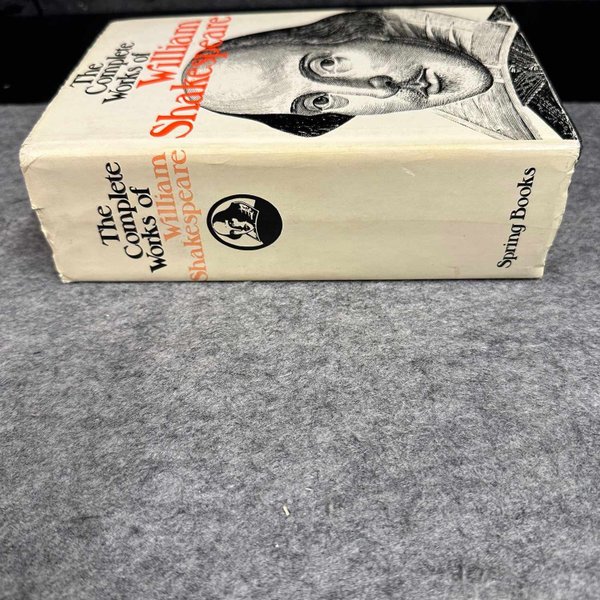 The
Complete
Works of
William
Shakespeare
The
Complete
Works of
William
Shakespeare
Spring Books